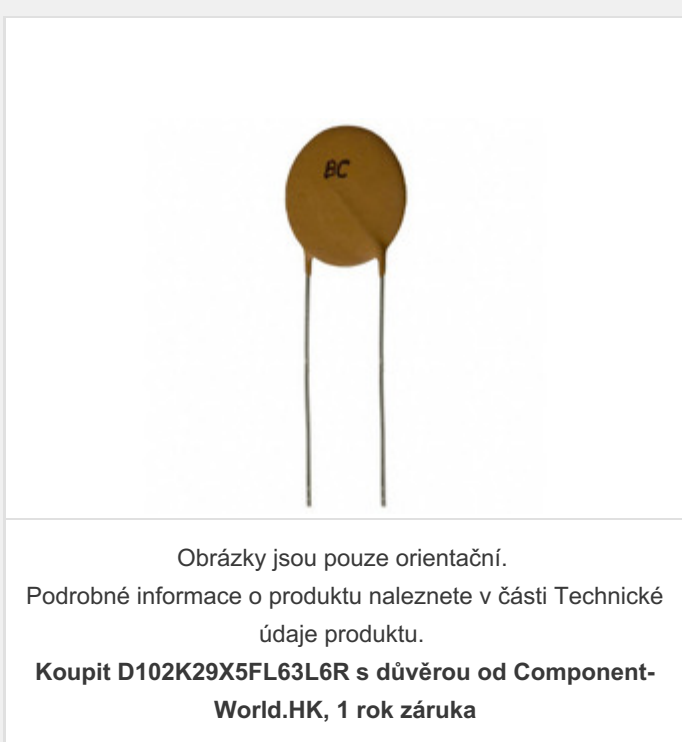 BC
Obrázky jsou pouze orientační.
Podrobné informace o produktu naleznete v části Technické
údaje produktu.
Koupit D102K29X5FL63L6R s důvěrou od Component-
World.HK, 1 rok záruka